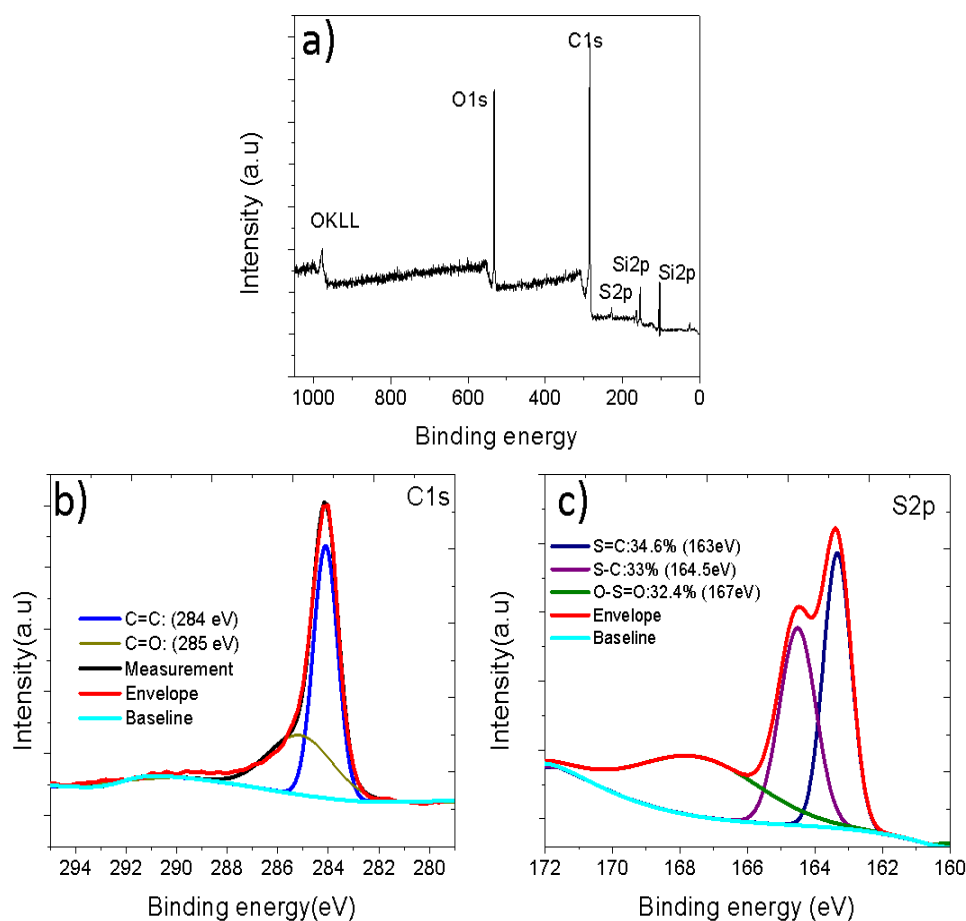 a)
C1s
O1s
OKLL
Si2p
Si2p
S2p
Intensity (a.u)
1000 800 600 400 200 0
Binding energy
b)
C1s
C=C: (284 eV)
C=O: (285 eV)
Measurement
Envelope
Baseline
Intensity(a.u)
294 292 290 288 286 284 282 280
Binding energy(eV)
c)
S2p
S=C:34.6% (163eV)
S-C:33% (164.5eV)
O-S=O:32.4% (167eV)
Envelope
Baseline
Intensity(a.u)
172 170 168 166 164 162 160
Binding energy (eV)